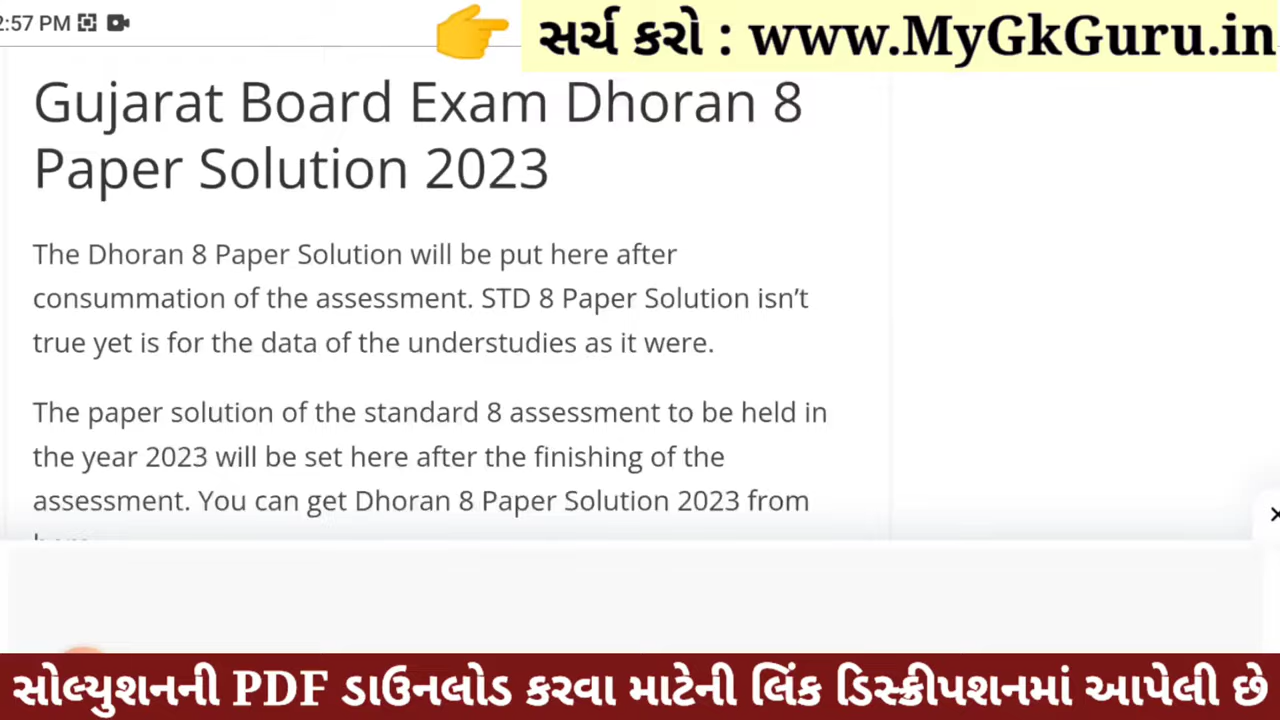 2:57 PM
સર્ચ કરો : www.MyGkGuru.in
Gujarat Board Exam Dhoran 8
Paper Solution 2023
The Dhoran 8 Paper Solution will be put here after
consummation of the assessment. STD 8 Paper Solution isn’t
true yet is for the data of the understudies as it were.
The paper solution of the standard 8 assessment to be held in
the year 2023 will be set here after the finishing of the
assessment. You can get Dhoran 8 Paper Solution 2023 from
સોલ્યુશનની PDF ડાઉનલોડ કરવા માટેની લિંક ડિસ્ક્રીપશનમાં આપેલી છે